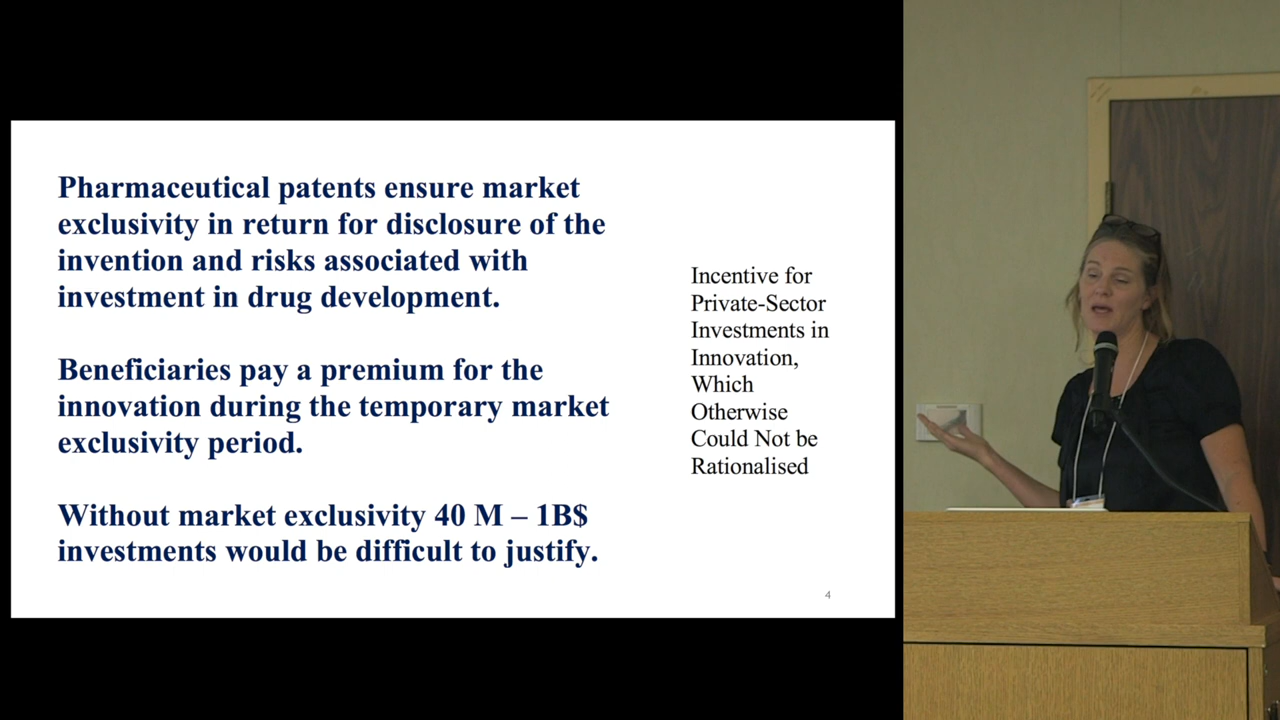 Pharmaceutical patents ensure market
exclusivity in return for disclosure of the
invention and risks associated with
investment in drug development.
Beneficiaries pay a premium for the
innovation during the temporary market
exclusivity period.
Without market exclusivity 40 M – 1B$
investments would be difficult to justify.
Incentive for
Private-Sector
Investments in
Innovation,
Which
Otherwise
Could Not be
Rationalised
4